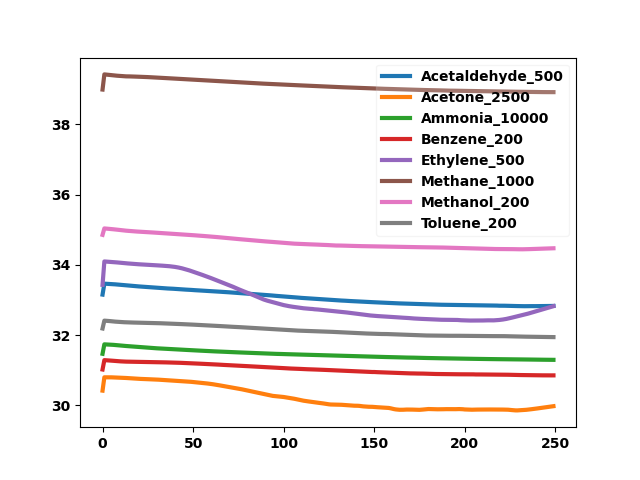 Acetaldehyde_500
Acetone_2500
Ammonia_10000
Benzene_200
Ethylene_500
Methane_1000
Methanol_200
Toluene_200
38
36
34
32
30
0 50 100 150 200 250